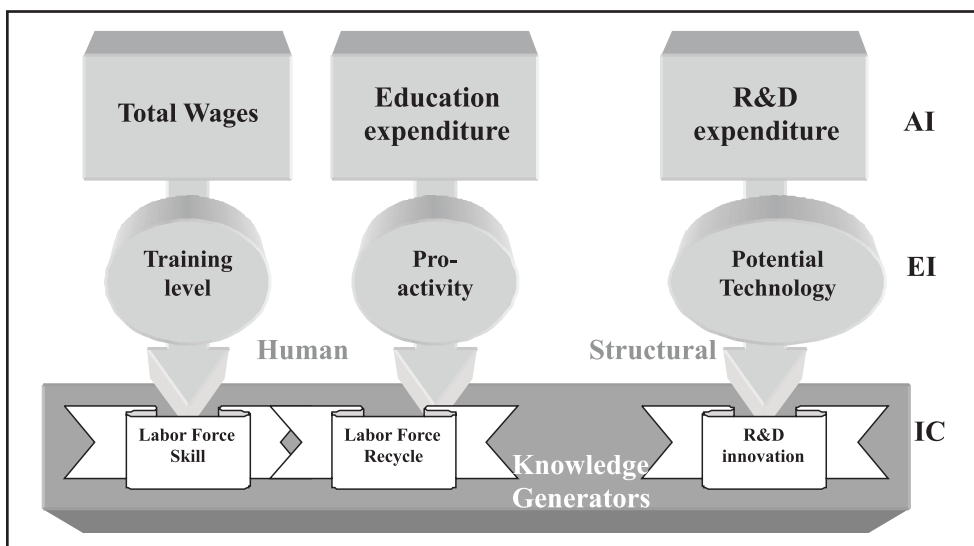 Total Wages
Education
expenditure
R&D
expenditure
AI
Training
level
Pro-
activity
Potential
Technology
EI
Human
Structural
Labor Force
Skill
Labor Force
Recycle
R&D
innovation
IC
Knowledge
Generators